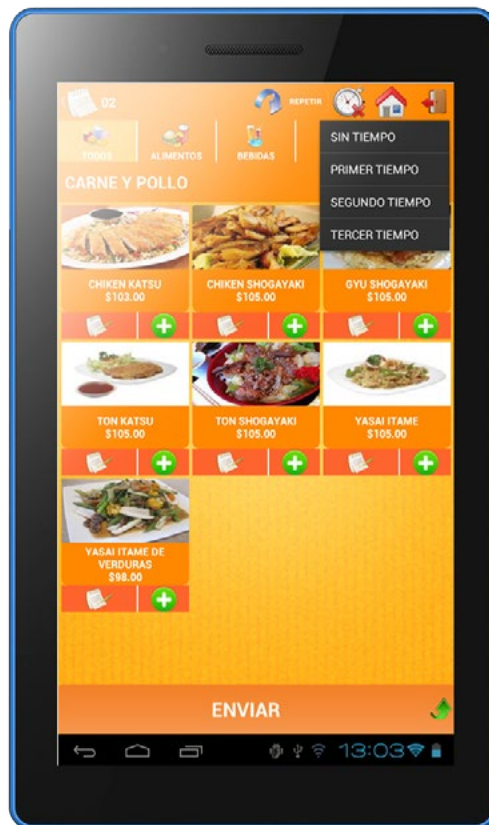 02
REPETIR
TODOS
ALIMENTOS
BEBIDAS
SIN TIEMPO
PRIMER TIEMPO
SEGUNDO TIEMPO
TERCER TIEMPO
CARNE Y POLLO
CHIKEN KATSU
$103.00
CHIKEN SHOGAYAKI
$105.00
GYU SHOGAYAKI
$105.00
TON KATSU
$105.00
TON SHOGAYAKI
$105.00
YASAI ITAME
$105.00
YASAI ITAME DE
VERDURAS
$98.00
ENVIAR
13:03